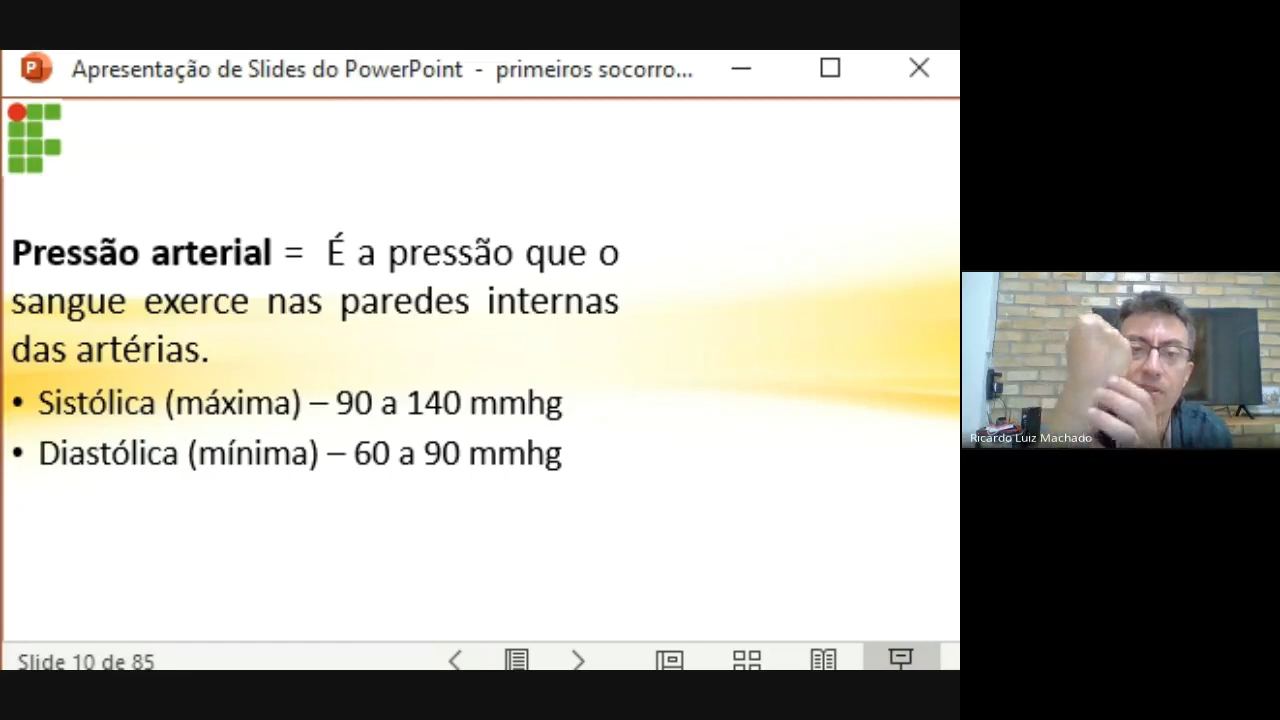 Apresentação de Slides do PowerPoint - primeiros socorro...
Pressão arterial = É a pressão que o
sangue exerce nas paredes internas
das artérias.
• Sistólica (máxima) – 90 a 140 mmhg
• Diastólica (mínima) – 60 a 90 mmhg
Ricardo Luiz Machado
Slide 10 de 85